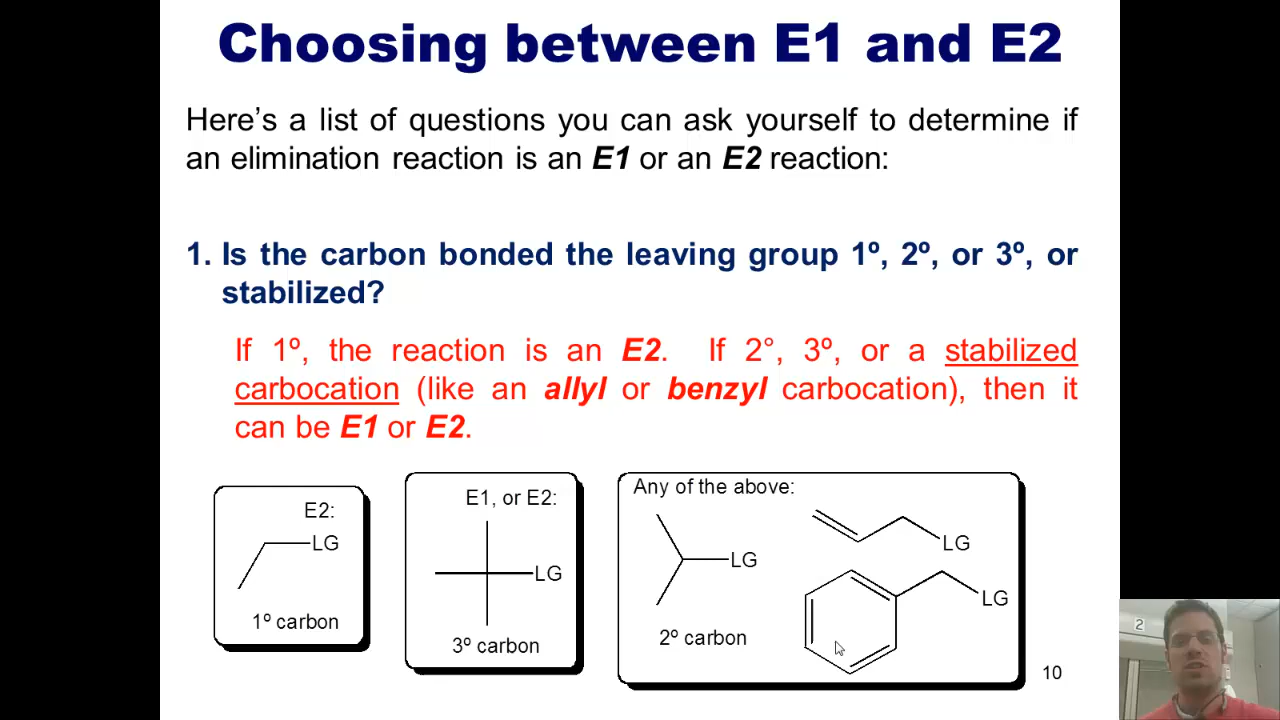 Choosing between E1 and E2
Here’s a list of questions you can ask yourself to determine if
an elimination reaction is an E1 or an E2 reaction:
1. Is the carbon bonded the leaving group 1º, 2º, or 3º, or
stabilized?
If 1º, the reaction is an E2. If 2°, 3º, or a stabilized
carbocation (like an allyl or benzyl carbocation), then it
can be E1 or E2.
E2:
LG
1º carbon
E1, or E2:
LG
3º carbon
Any of the above:
LG
2º carbon
LG
LG
10
2